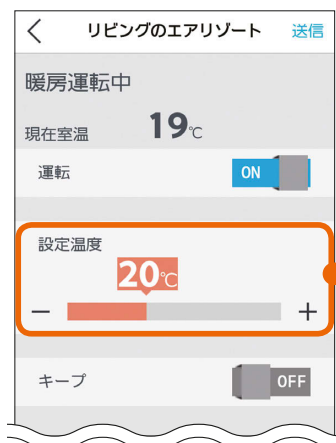 リビングのエアリゾート 送信
暖房運転中
現在室温 19℃
運転 ON
設定温度
20℃
− +
キープ OFF